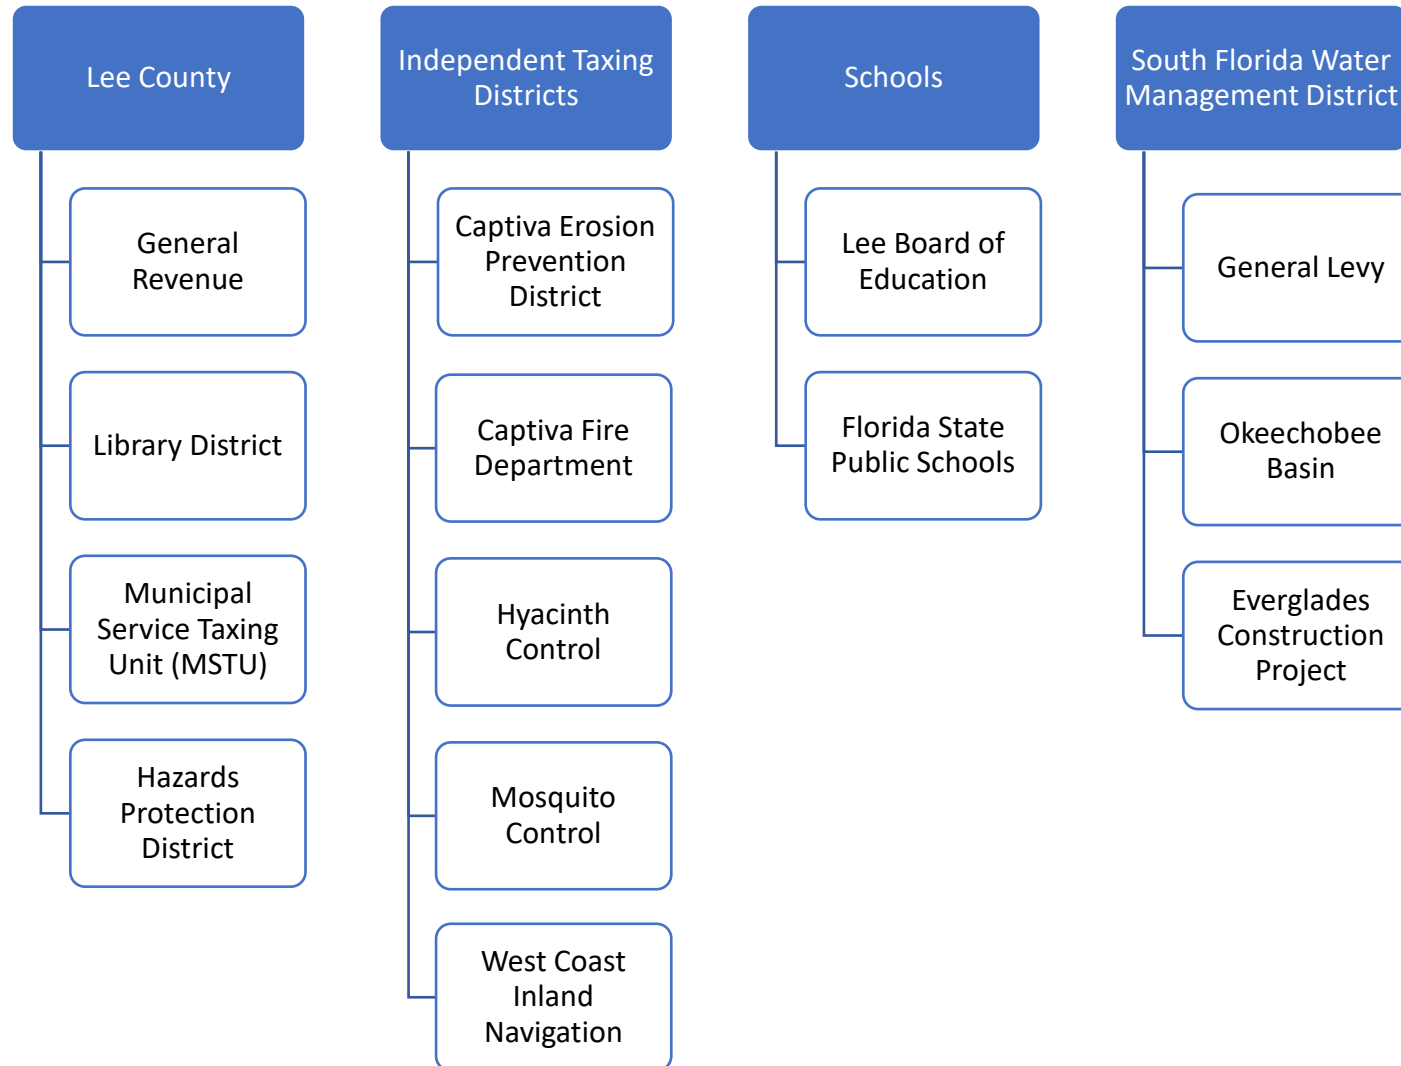 Lee County
General
Revenue
Library District
Municipal
Service Taxing
Unit (MSTU)
Hazards
Protection
District
Independent Taxing
Districts
Captiva Erosion
Prevention
District
Captiva Fire
Department
Hyacinth
Control
Mosquito
Control
West Coast
Inland
Navigation
Schools
Lee Board of
Education
Florida State
Public Schools
South Florida Water
Management District
General Levy
Okeechobee
Basin
Everglades
Construction
Project